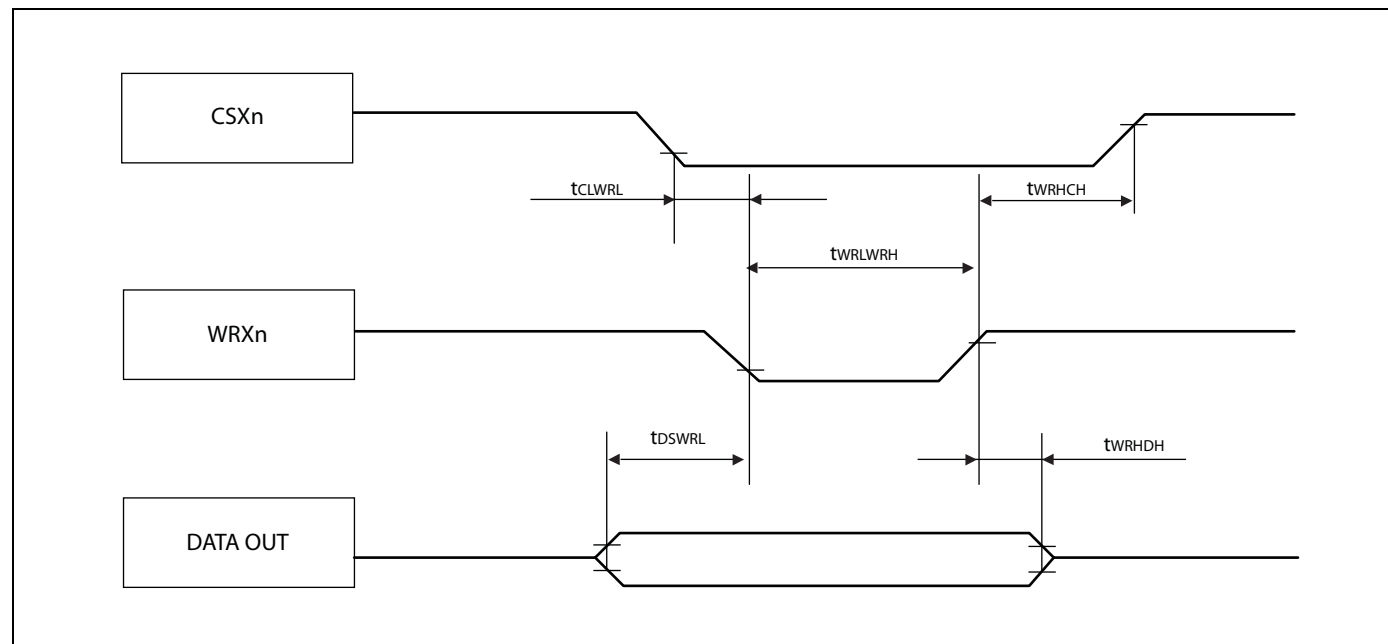 CSXn
tCLWRL
tWRHCH
tWRLWRH
WRXn
tDSWRL
tWRHDH
DATA OUT